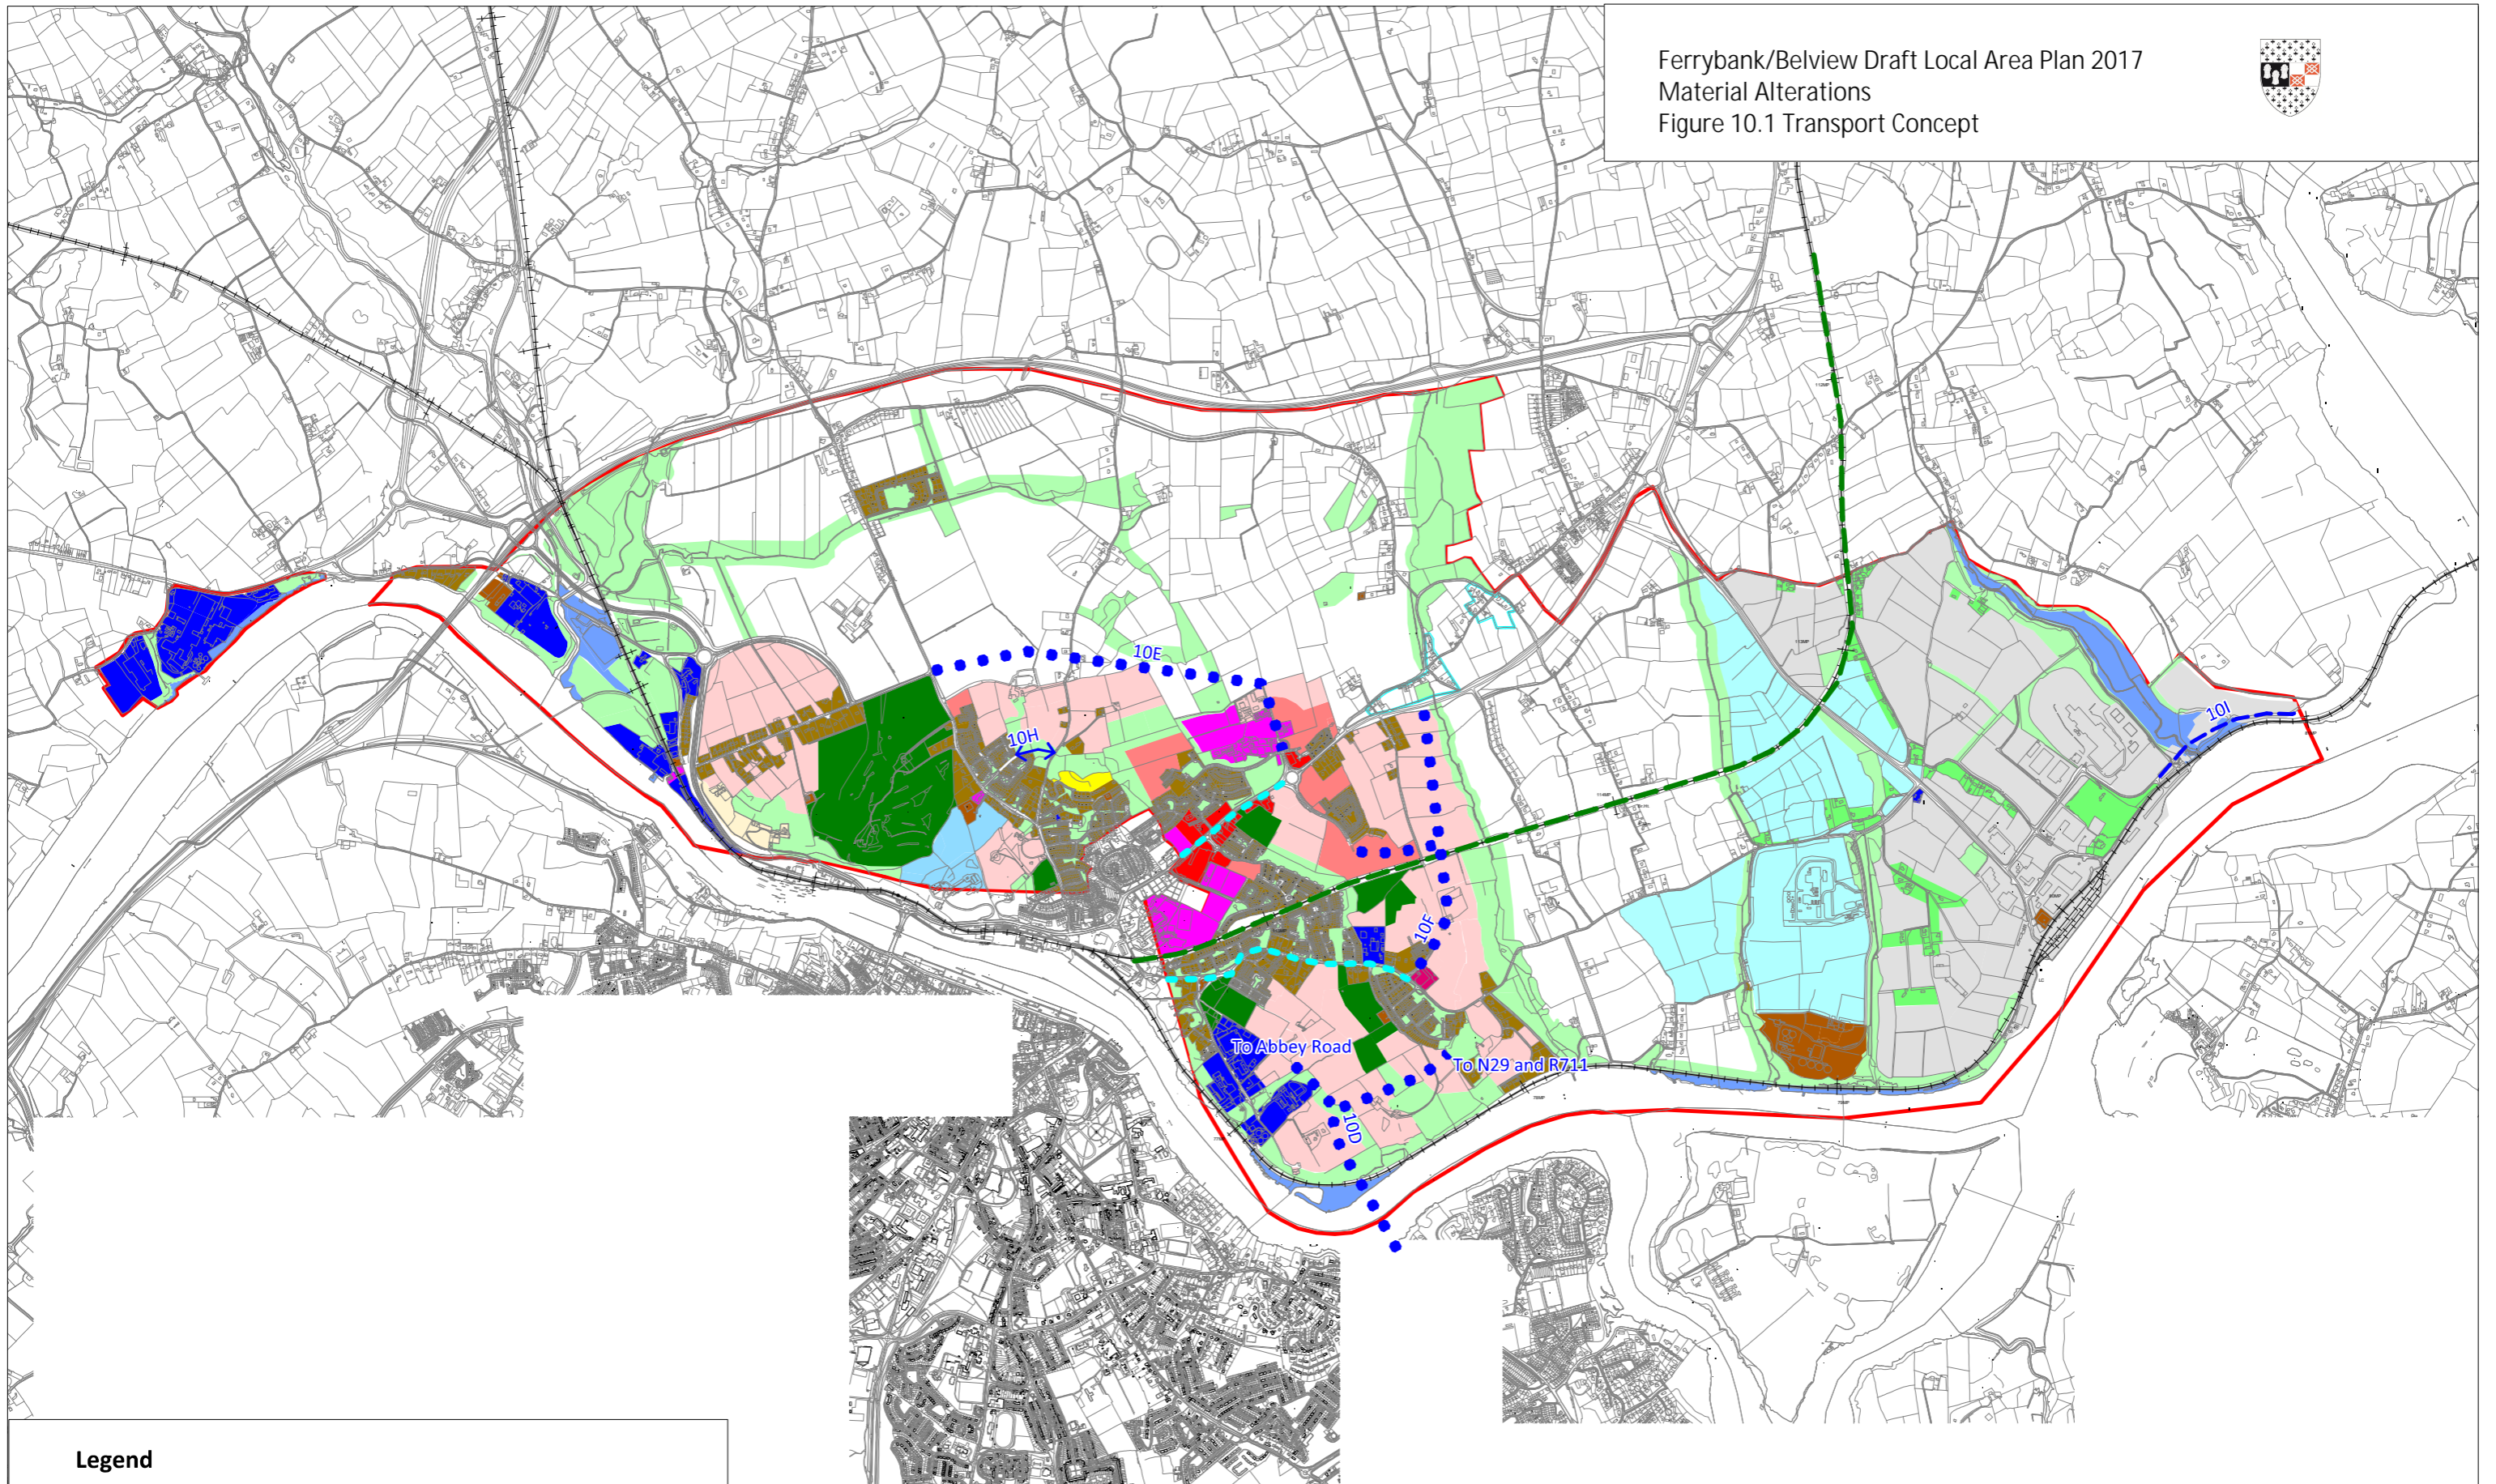 Ferrybank/Belview Draft Local Area Plan 2017
Material Alterations
Figure 10.1 Transport Concept
10E
10H
10I
10F
To Abbey Road
To N29 and R711
10D
Legend